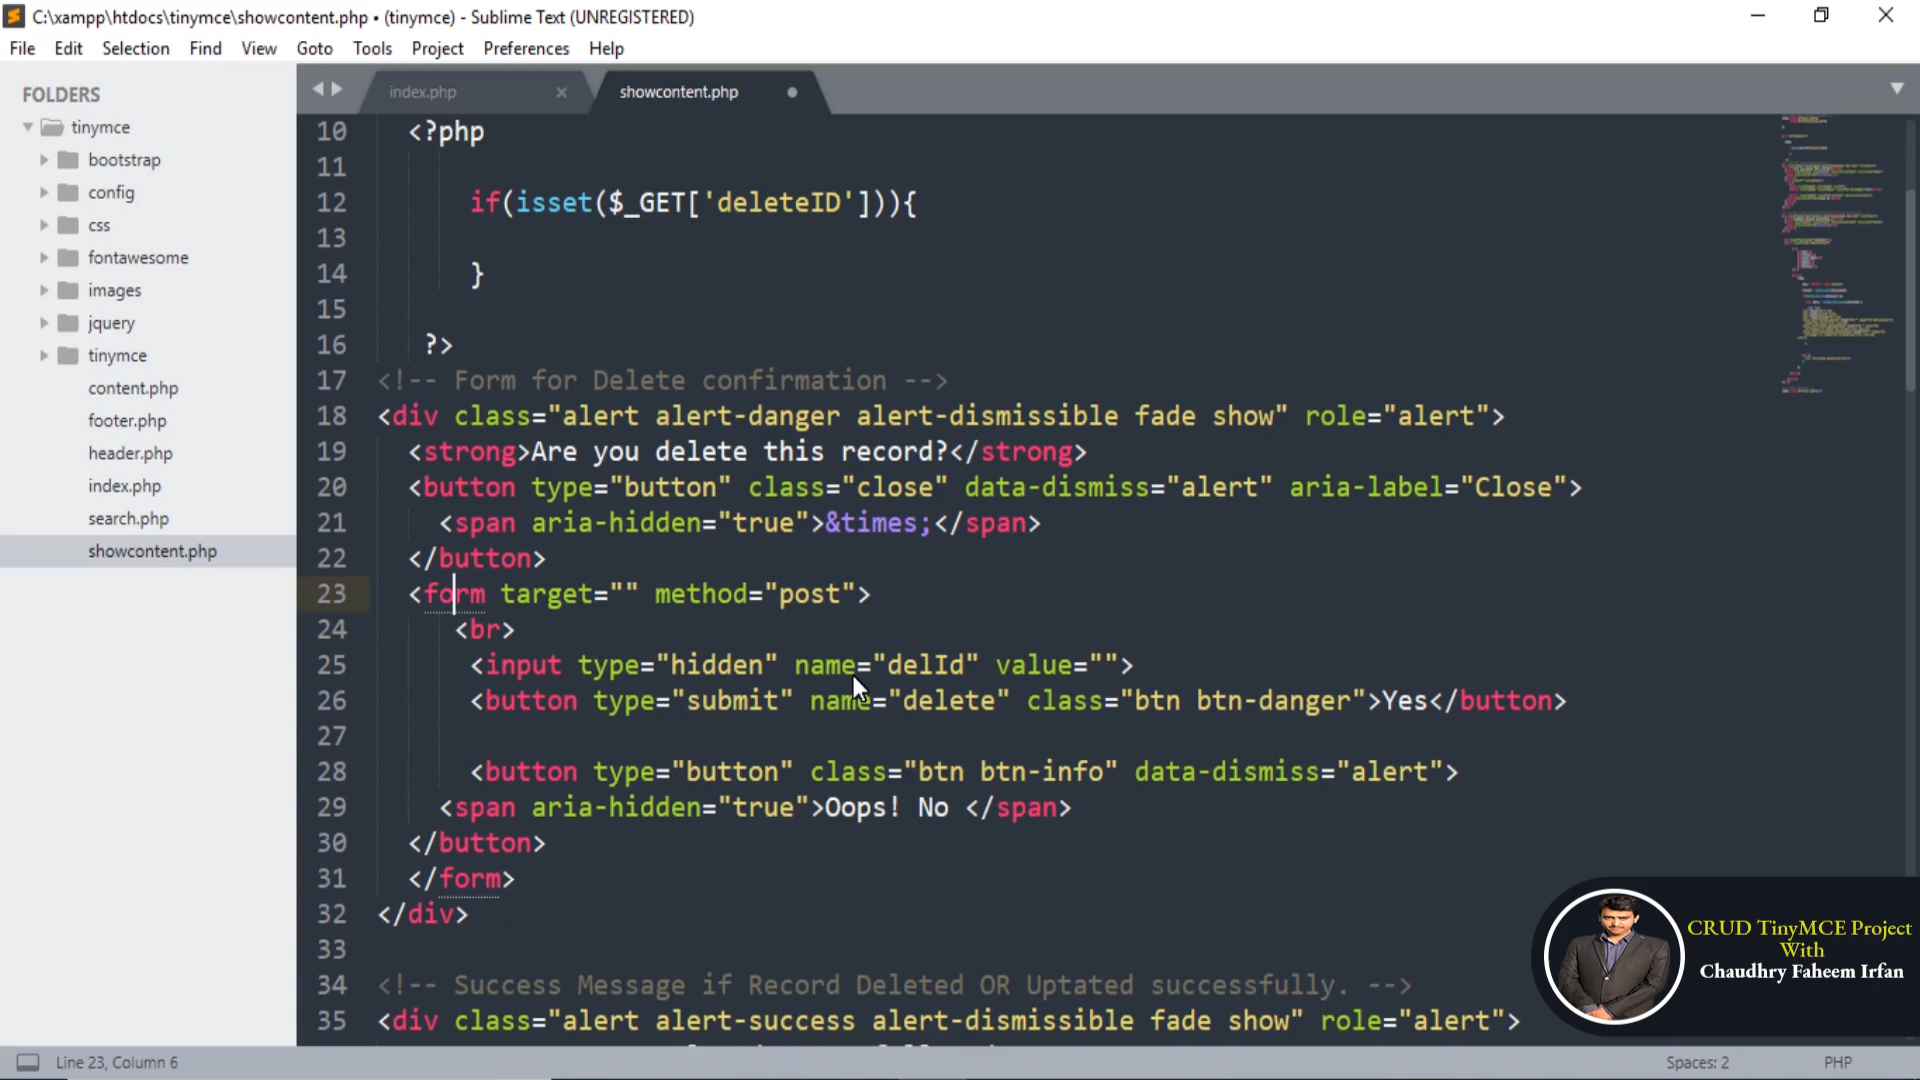 C:\xampp\htdocs\tinymce\showcontent.php • (tinymce) - Sublime Text (UNREGISTERED)
File Edit Selection Find View Goto Tools Project Preferences Help
FOLDERS
tinymce
bootstrap
config
css
fontawesome
images
jquery
tinymce
content.php
footer.php
header.php
index.php
search.php
showcontent.php
index.php × showcontent.php
10 <?php
11
12 if(isset($_GET['deleteID'])){
13
14 }
15
16 ?>
17 <!-- Form for Delete confirmation -->
18 <div class="alert alert-danger alert-dismissible fade show" role="alert">
19 <strong>Are you delete this record?</strong>
20 <button type="button" class="close" data-dismiss="alert" aria-label="Close">
21 <span aria-hidden="true">&times;</span>
22 </button>
23 <form target="" method="post">
24 <br>
25 <input type="hidden" name="delId" value="">
26 <button type="submit" name="delete" class="btn btn-danger">Yes</button>
27
28 <button type="button" class="btn btn-info" data-dismiss="alert">
29 <span aria-hidden="true">Oops! No </span>
30 </button>
31 </form>
32 </div>
33
34 <!-- Success Message if Record Deleted OR Uptated successfully. -->
35 <div class="alert alert-success alert-dismissible fade show" role="alert">
CRUD TinyMCE Project
With
Chaudhry Faheem Irfan
Line 23, Column 6
Spaces: 2
PHP